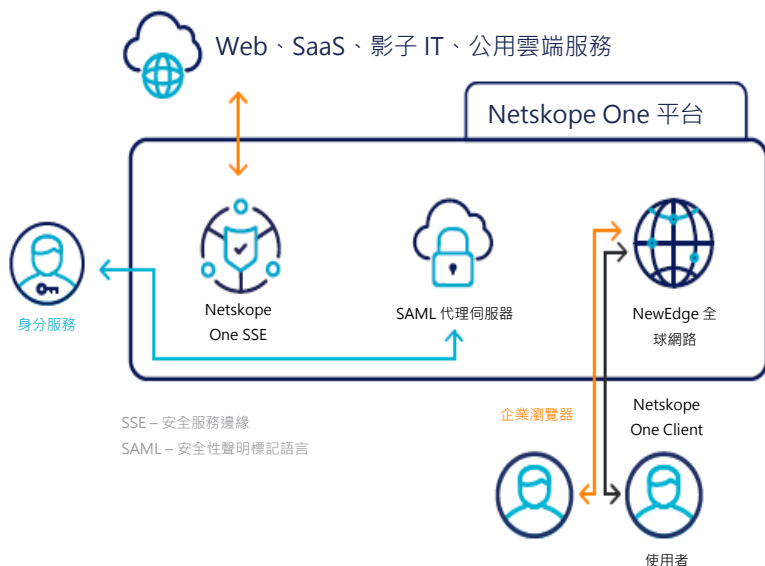 Web、SaaS、影子 IT、公用雲端服務
Netskope One 平台
身分服務
Netskope
One SSE
SAML 代理伺服器
NewEdge 全
球網路
SSE – 安全服務邊緣
SAML – 安全性聲明標記語言
企業瀏覽器
Netskope
One Client
使用者